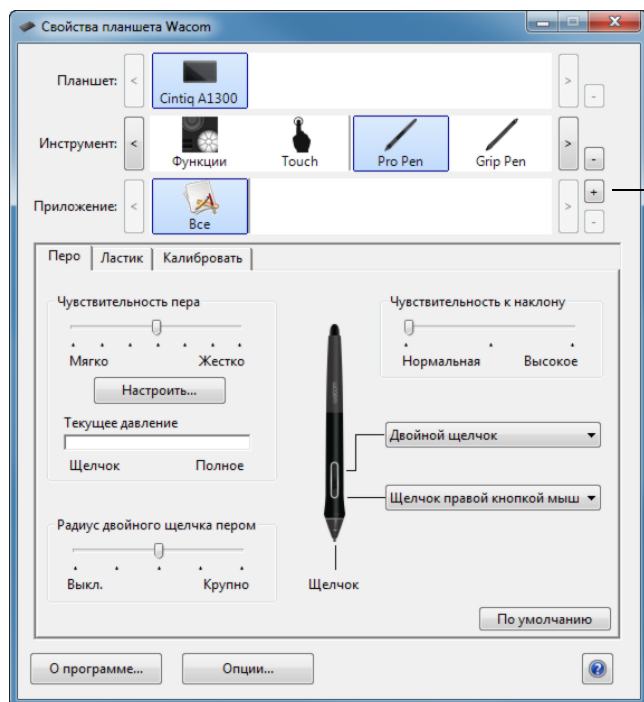 Свойства планшета Wacom
Планшет:
<
Cintiq A1300
>
-
Инструмент:
<
Функции
Touch
Pro Pen
Grip Pen
>
-
Приложение:
<
Все
>
+
-
Перо
Ластик
Калибровать
Чувствительность пера
Мягко
Жестко
Настроить...
Текущее давление
Щелчок
Полное
Радиус двойного щелчка пером
Выкл.
Крупно
Чувствительность к наклону
Нормальная
Высокое
Двойной щелчок
Щелчок правой кнопкой мыш
Щелчок
По умолчанию
О программе...
Опции...
?